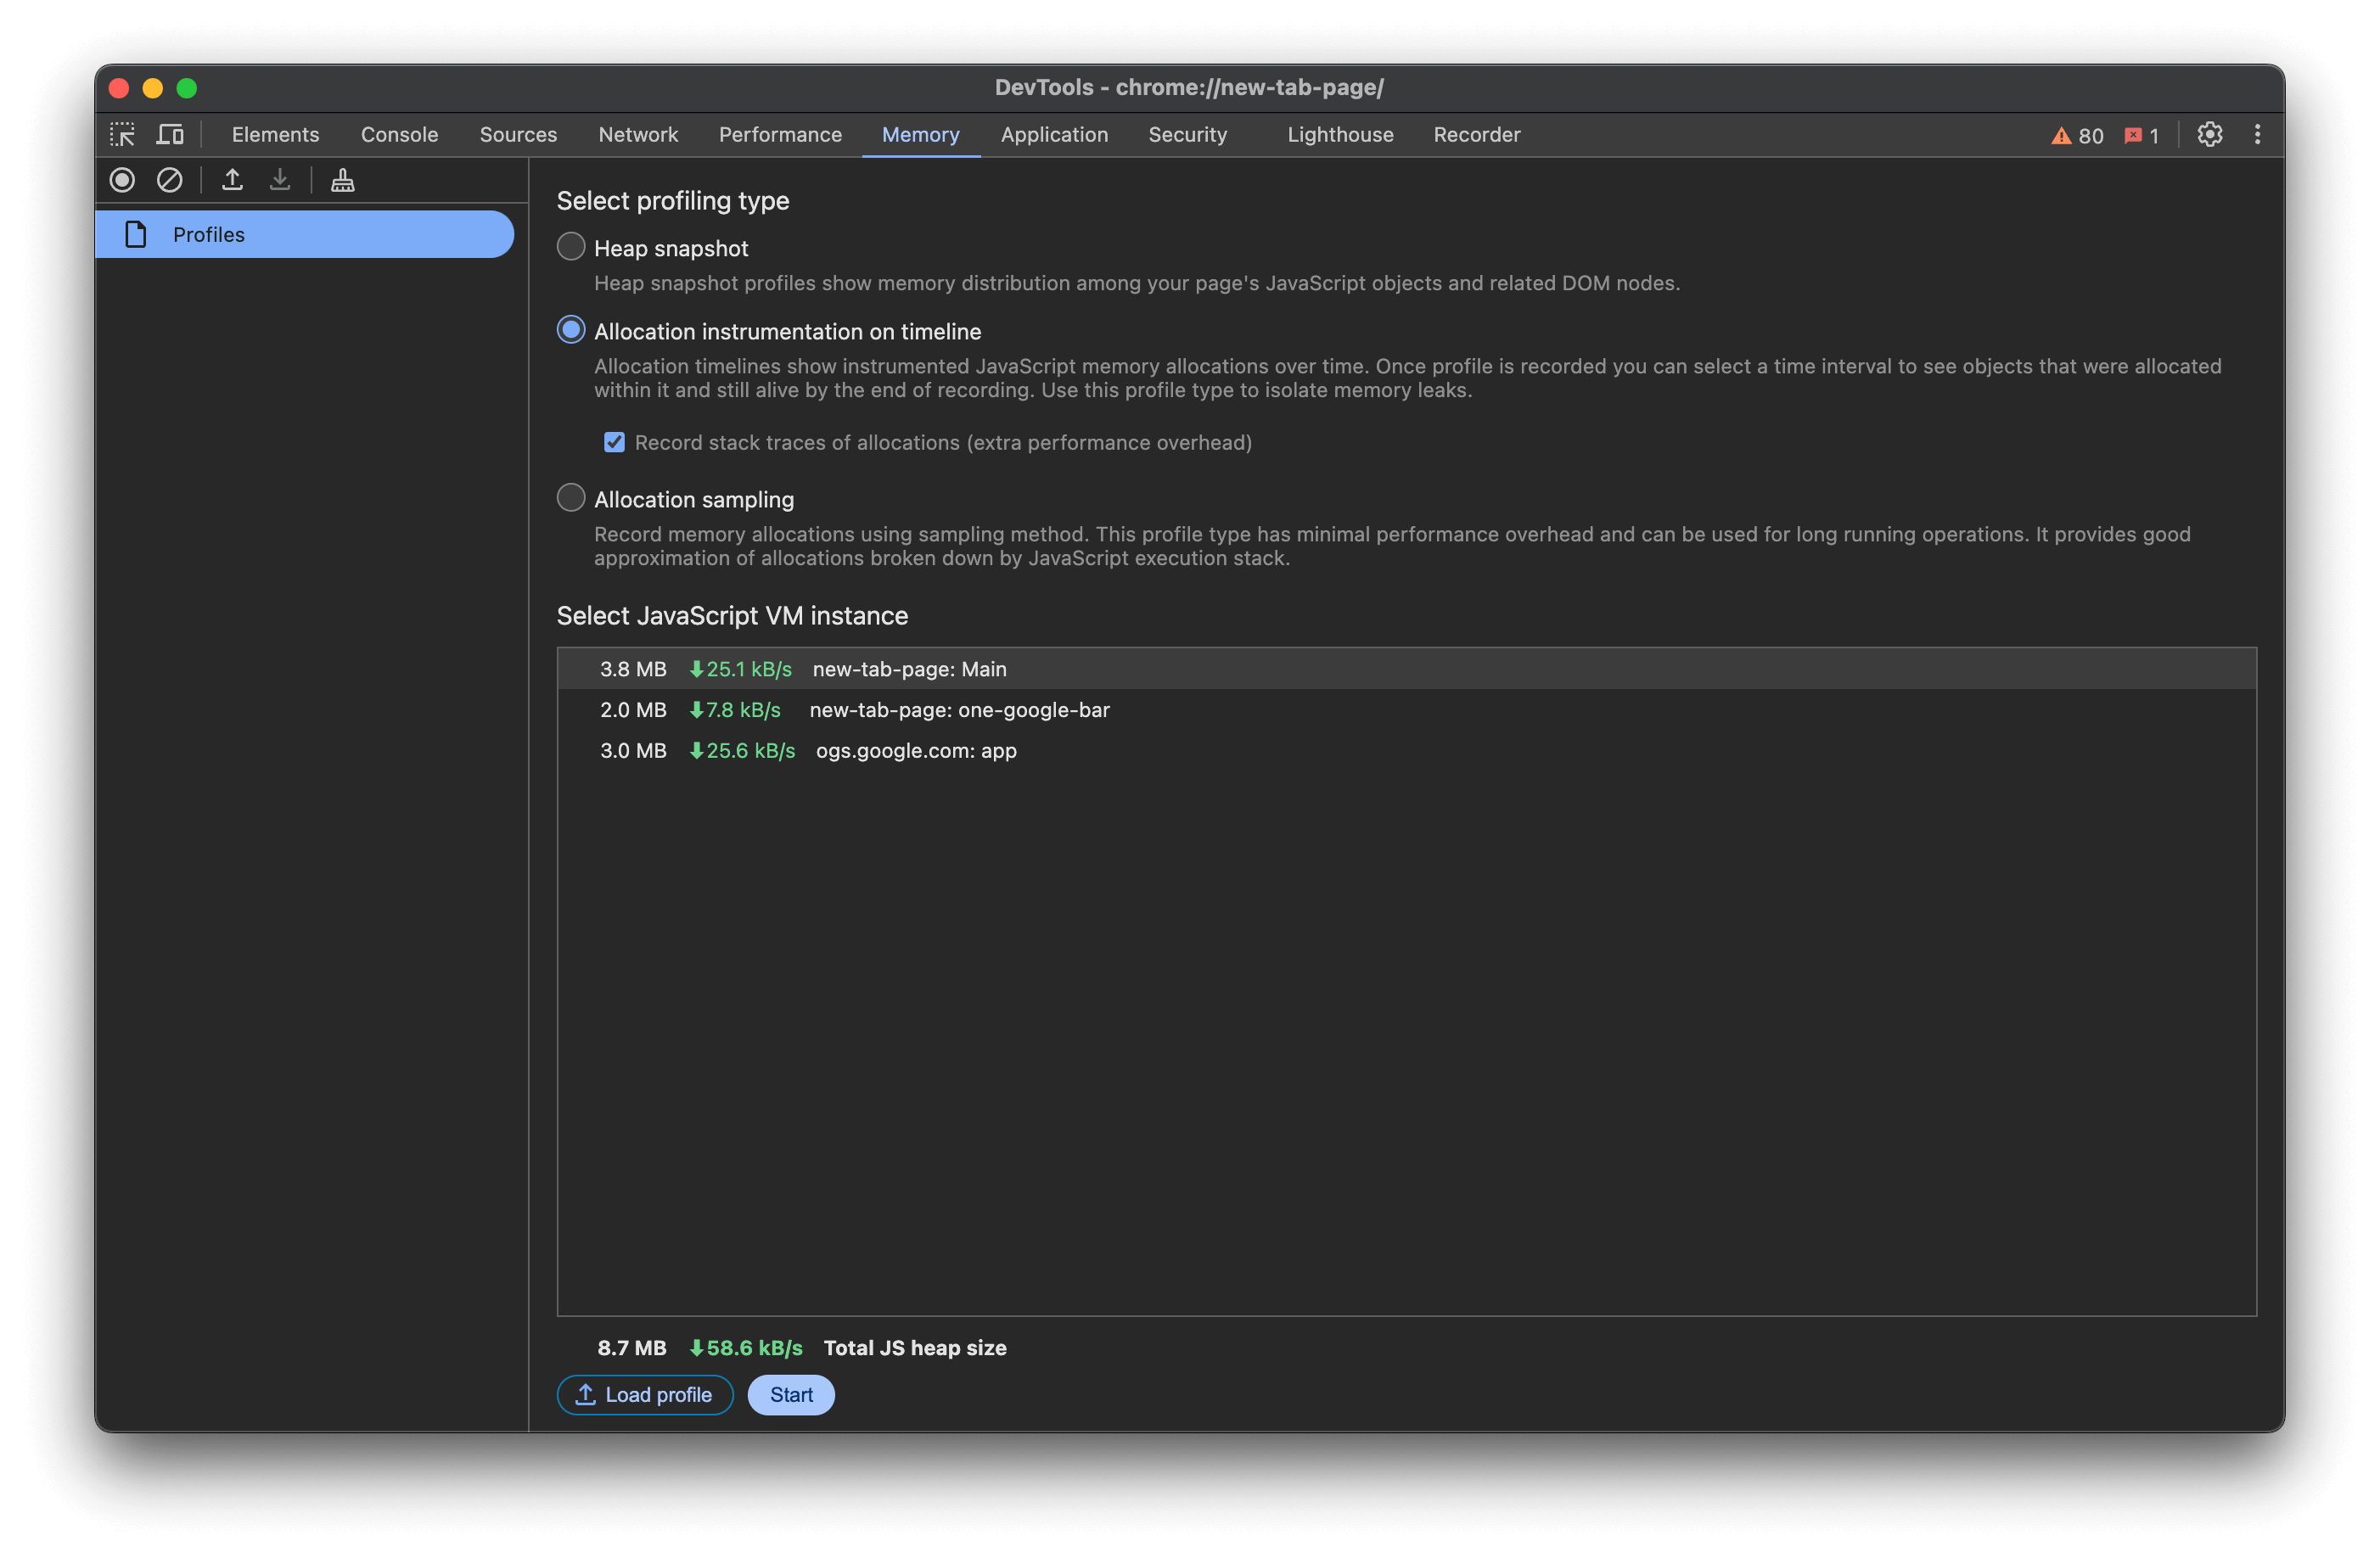 DevTools - chrome://new-tab-page/
Elements Console Sources Network Performance Memory Application Security Lighthouse Recorder 80 1
Profiles
Select profiling type
Heap snapshot
Heap snapshot profiles show memory distribution among your page's JavaScript objects and related DOM nodes.
Allocation instrumentation on timeline
Allocation timelines show instrumented JavaScript memory allocations over time. Once profile is recorded you can select a time interval to see objects that were allocated
within it and still alive by the end of recording. Use this profile type to isolate memory leaks.
Record stack traces of allocations (extra performance overhead)
Allocation sampling
Record memory allocations using sampling method. This profile type has minimal performance overhead and can be used for long running operations. It provides good
approximation of allocations broken down by JavaScript execution stack.
Select JavaScript VM instance
3.8 MB ⬇25.1 kB/s new-tab-page: Main
2.0 MB ⬇7.8 kB/s new-tab-page: one-google-bar
3.0 MB ⬇25.6 kB/s ogs.google.com: app
8.7 MB ⬇58.6 kB/s Total JS heap size
Load profile Start